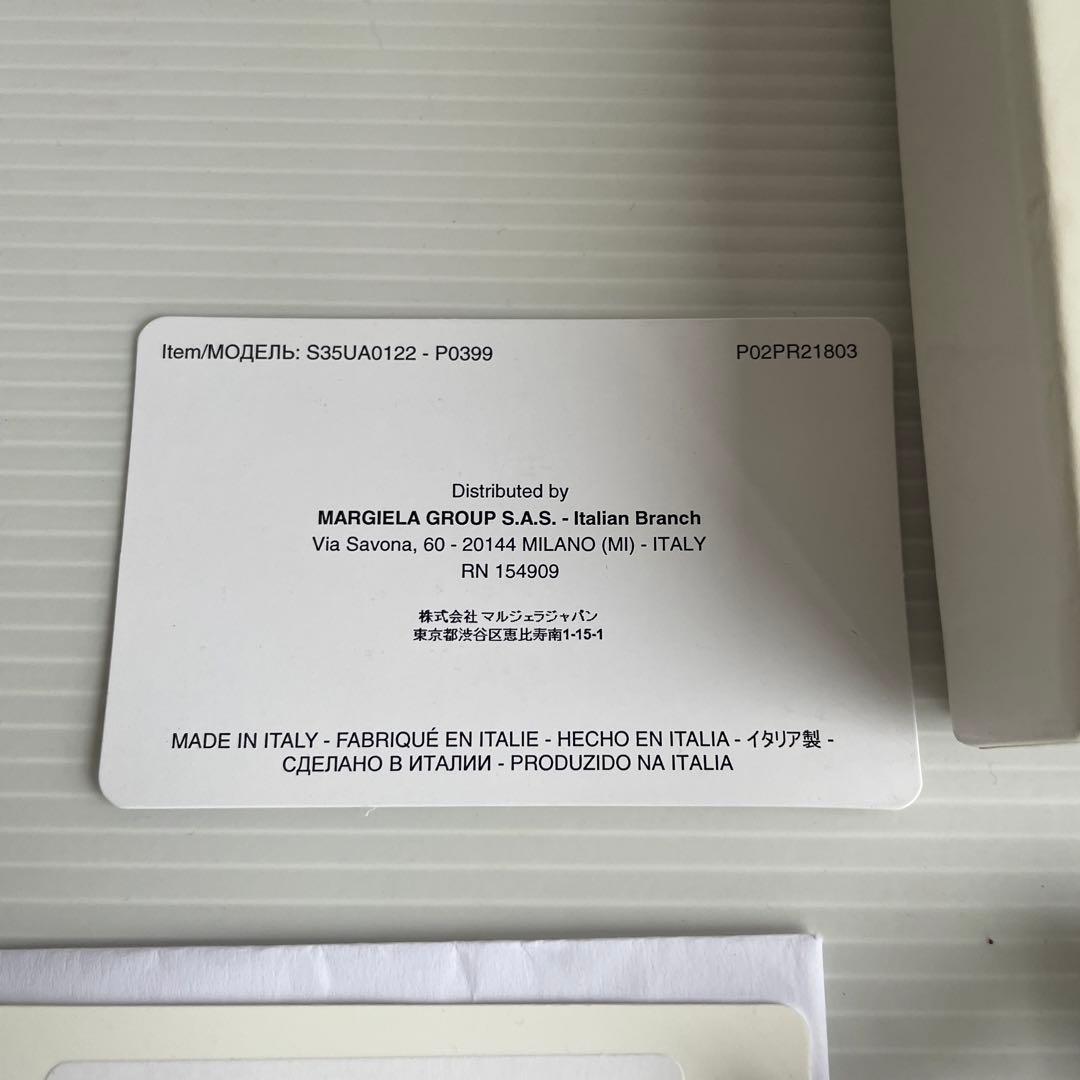 Item/МОДЕЛЬ: S35UA0122 - P0399
P02PR21803
Distributed by
MARGIELA GROUP S.A.S. - Italian Branch
Via Savona, 60 - 20144 MILANO (MI) - ITALY
RN 154909
株式会社 マルジェラジャパン
東京都渋谷区恵比寿南1-15-1
MADE IN ITALY - FABRIQUÉ EN ITALIE - HECHO EN ITALIA - イタリア製 -
СДЕЛАНО В ИТАЛИИ - PRODUZIDO NA ITALIA